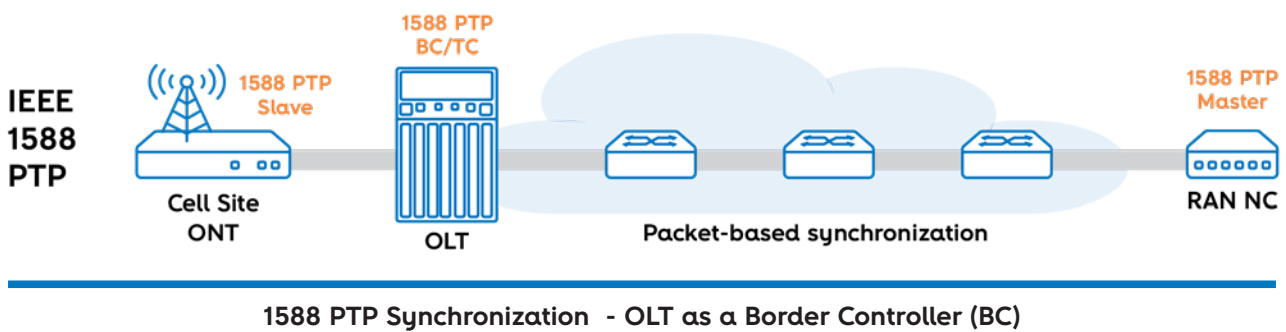 IEEE
1588
PTP
1588 PTP
Slave
Cell Site
ONT
1588 PTP
BC/TC
OLT
Packet-based synchronization
1588 PTP
Master
RAN NC
1588 PTP Synchronization - OLT as a Border Controller (BC)